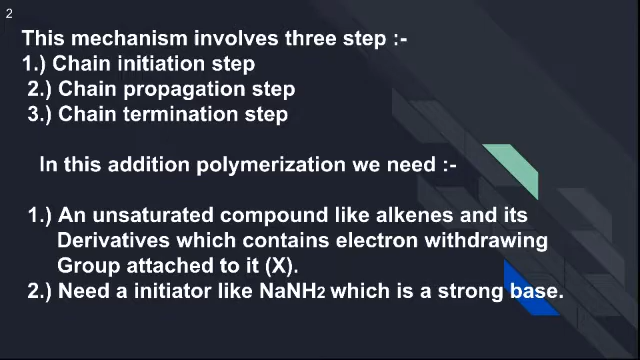 2
This mechanism involves three step :-
1.) Chain initiation step
2.) Chain propagation step
3.) Chain termination step
In this addition polymerization we need :-
1.) An unsaturated compound like alkenes and its
Derivatives which contains electron withdrawing
Group attached to it (X).
2.) Need a initiator like NaNH2 which is a strong base.